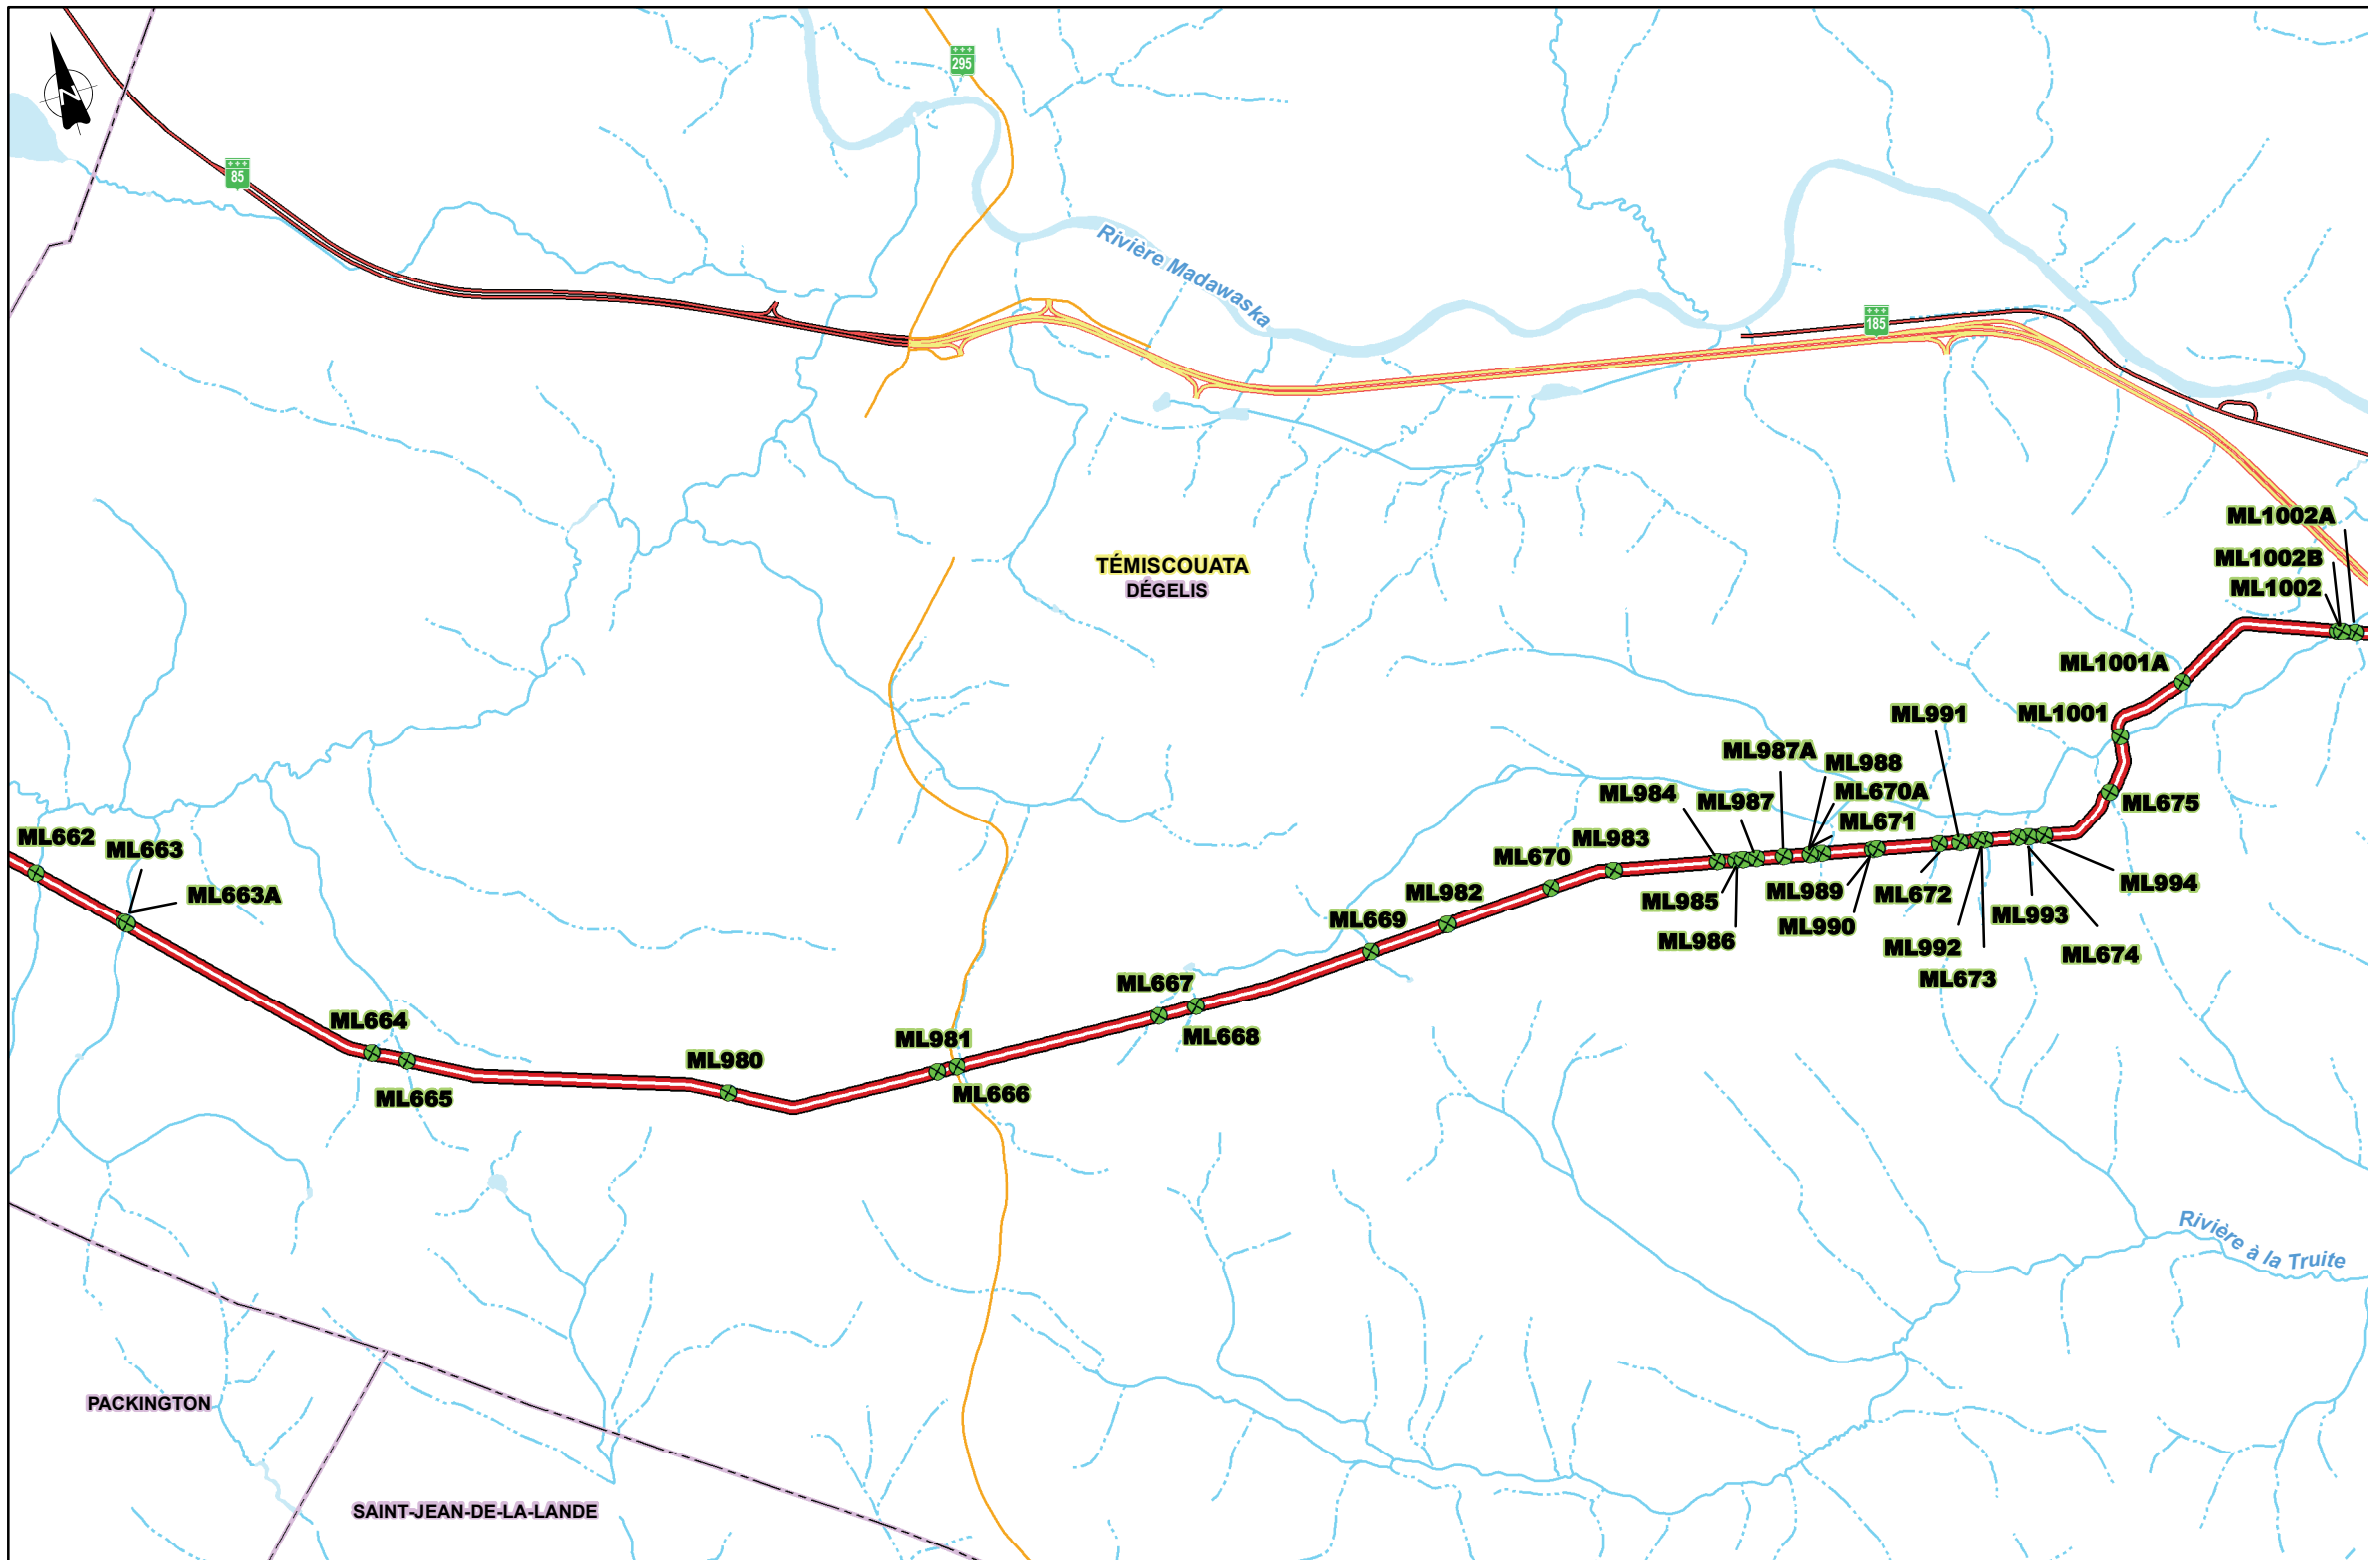 N
295
85
Rivière Madawaska
185
ML1002A
ML1002B
ML1002
TÉMISCOUATA
DÉGELIS
ML1001A
ML1001
ML991
ML987A
ML988
ML670A
ML984
ML987
ML671
ML675
ML662
ML663
ML663A
ML983
ML670
ML982
ML669
ML985
ML986
ML989
ML990
ML672
ML992
ML673
ML993
ML674
ML994
ML667
ML668
ML664
ML665
ML980
ML981
ML666
Rivière à la Truite
PACKINGTON
SAINT-JEAN-DE-LA-LANDE